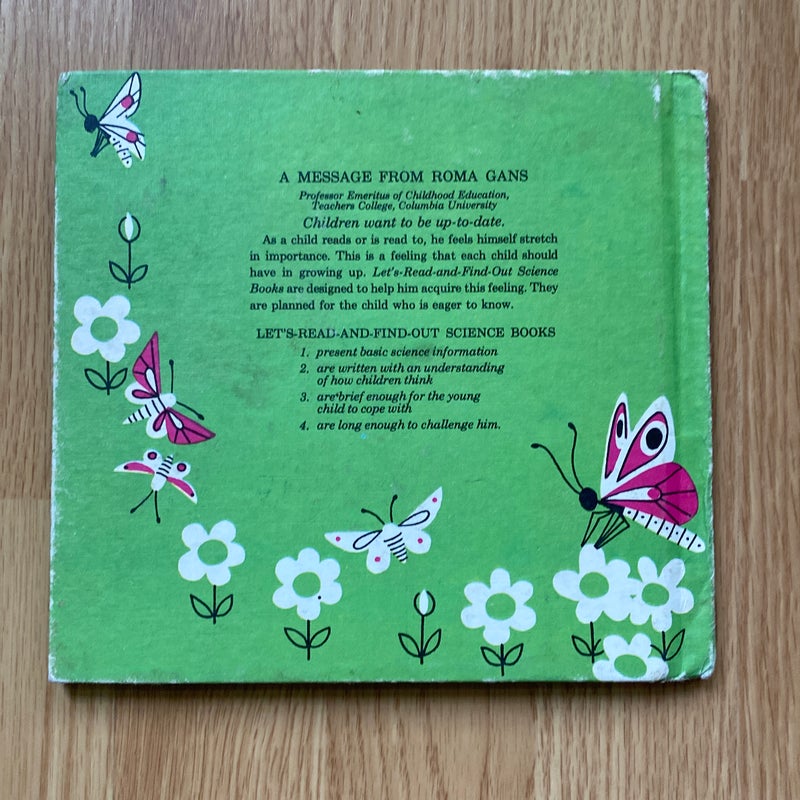 A MESSAGE FROM ROMA GANS
Professor Emeritus of Childhood Education,
Teachers College, Columbia University
Children want to be up-to-date.
As a child reads or is read to, he feels himself stretch
in importance. This is a feeling that each child should
have in growing up. Let's-Read-and-Find-Out Science
Books are designed to help him acquire this feeling. They
are planned for the child who is eager to know.
LET'S-READ-AND-FIND-OUT SCIENCE BOOKS
1. present basic science information
2. are written with an understanding
of how children think
3. are brief enough for the young
child to cope with
4. are long enough to challenge him.